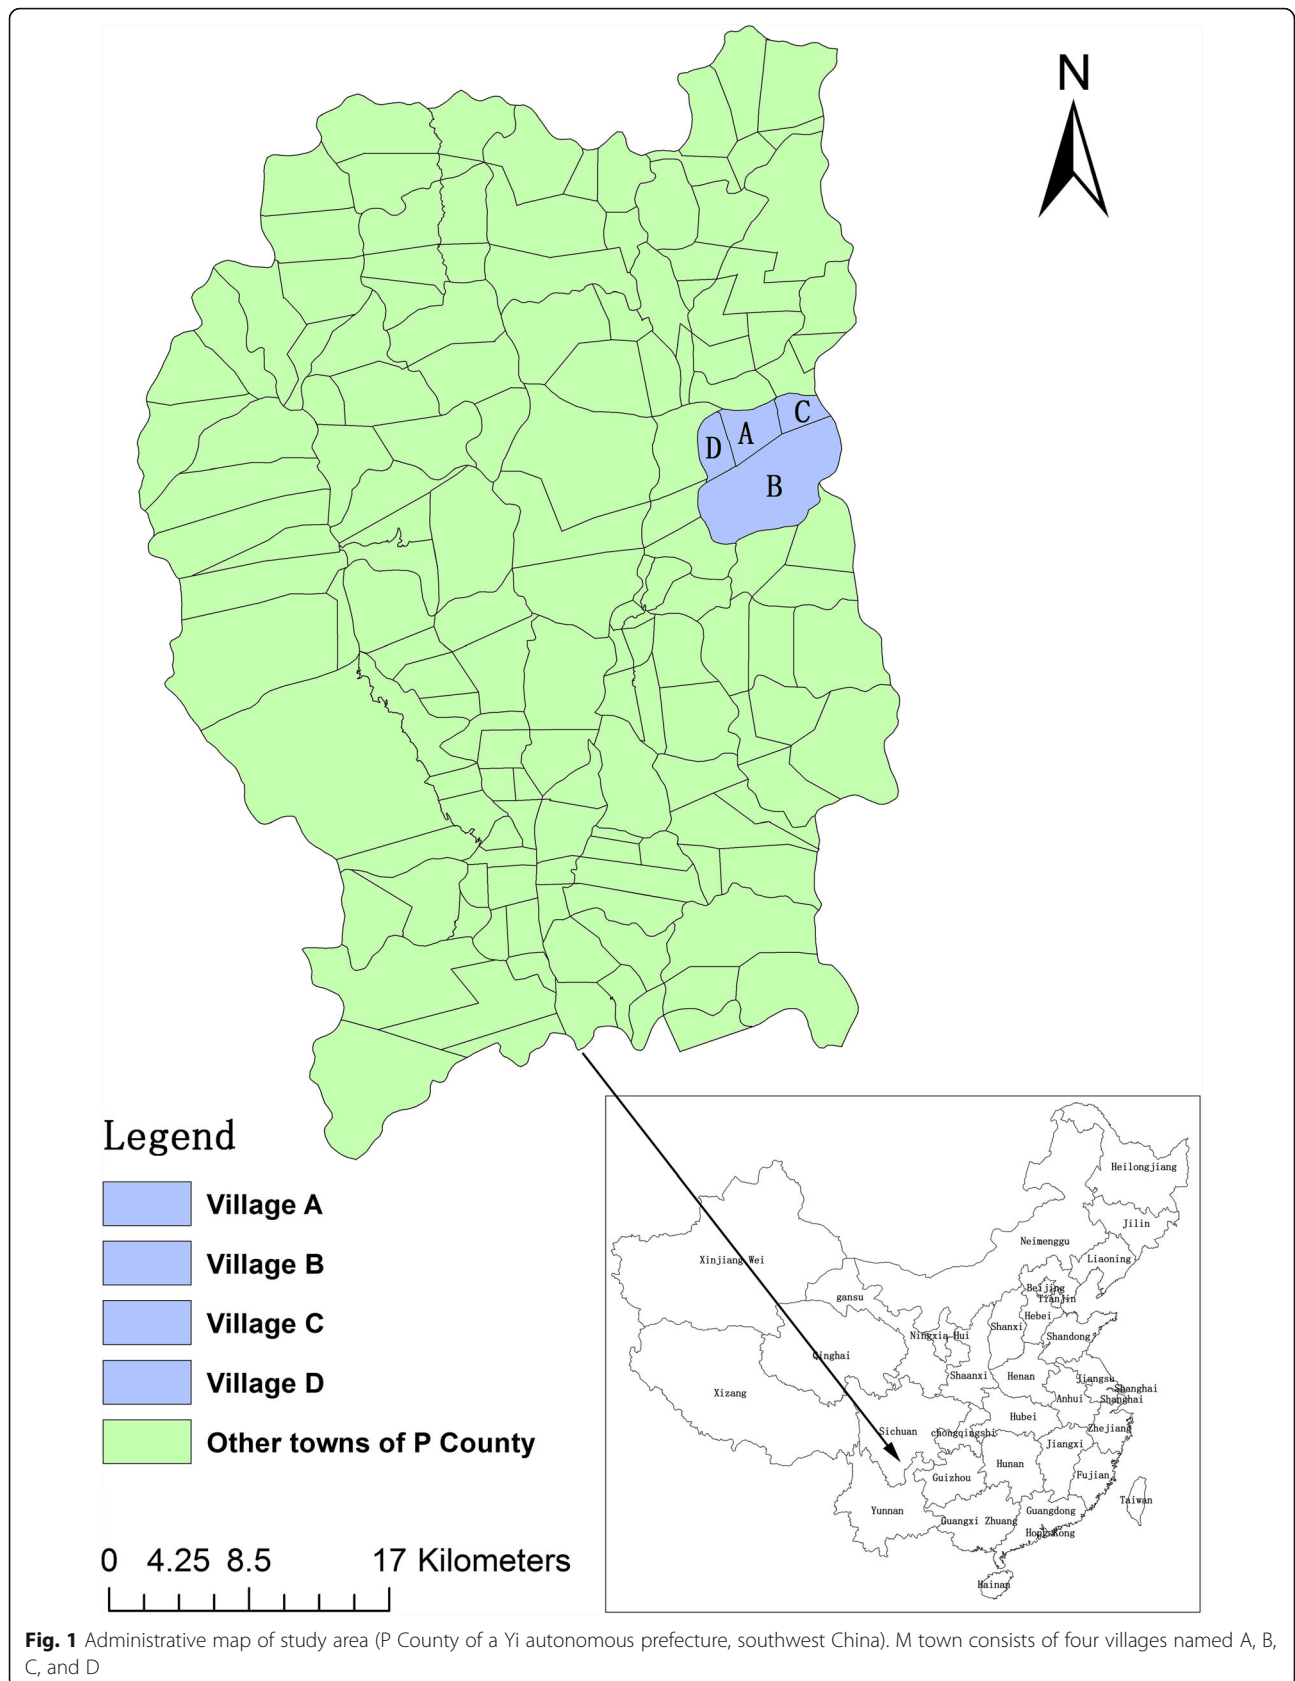 N
C
A
D
B
Legend
Village A
Village B
Village C
Village D
Other towns of P County
0 4.25 8.5 17 Kilometers
Heilongjiang
Jilin
Neimenggu
Liaoning
Xinjiang Wei
Beijing
Tianjin
gansu
Hebei
Shanxi
Ningxia Hui
Shandong
Qinghai
Shaanxi
Henan
Jiangsu
Shanghai
Xizang
Anhui
Shanghai
Hubei
Zhejiang
Sichuan
chongqingshi
Jiangxi
Hunan
Guizhou
Fujian
Taiwan
Yunnan
Guangdong
Guangxi Zhuang
Hong Kong
Hainan
Fig. 1 Administrative map of study area (P County of a Yi autonomous prefecture, southwest China). M town consists of four villages named A, B,
C, and D